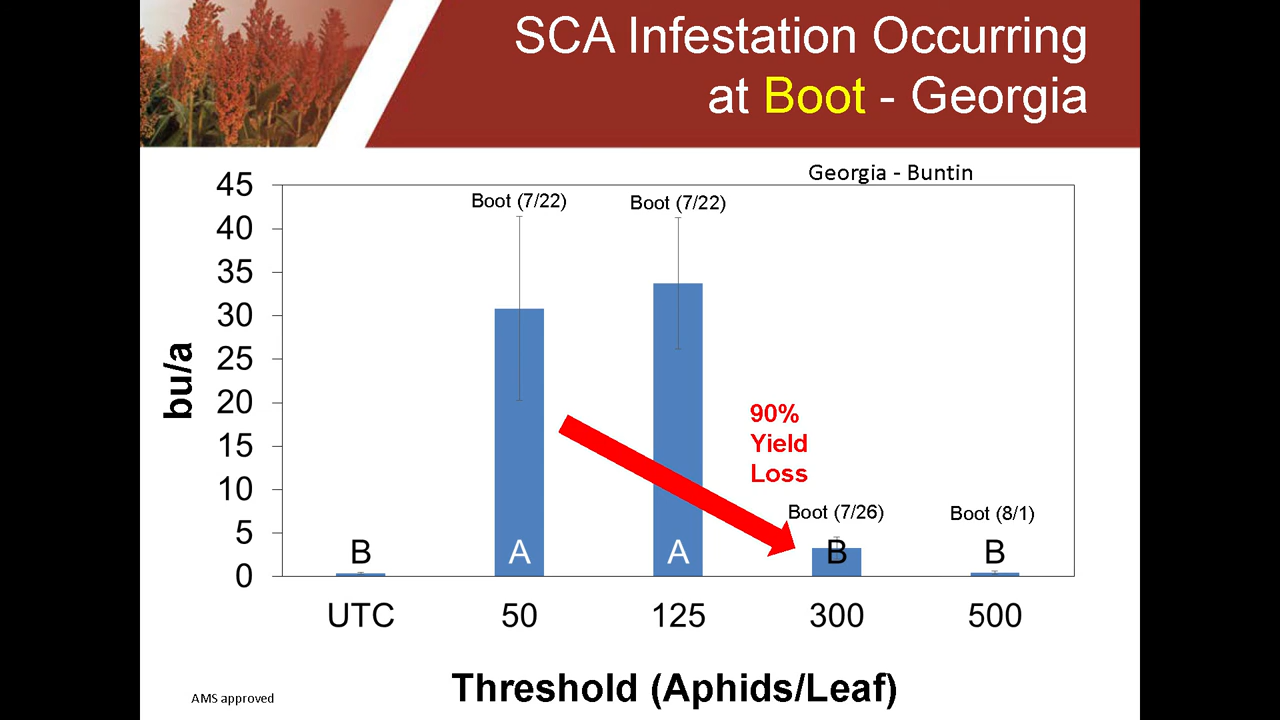 SCA Infestation Occurring
at Boot - Georgia
Georgia - Buntin
45
40
35
30
25
20
15
10
5
0
bu/a
Boot (7/22)
Boot (7/22)
90%
Yield
Loss
Boot (7/26)
Boot (8/1)
B
A
A
B
B
UTC
50
125
300
500
Threshold (Aphids/Leaf)
AMS approved